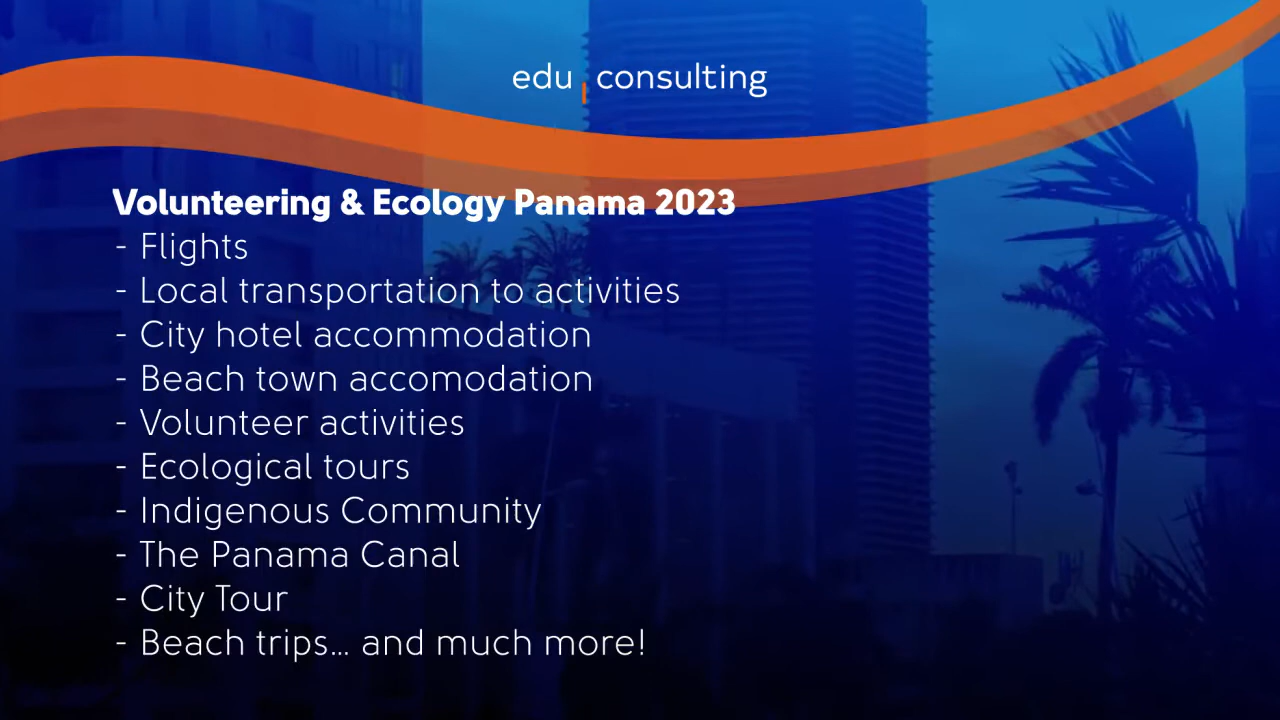 edu consulting
Volunteering & Ecology Panama 2023
- Flights
- Local transportation to activities
- City hotel accommodation
- Beach town accomodation
- Volunteer activities
- Ecological tours
- Indigenous Community
- The Panama Canal
- City Tour
- Beach trips... and much more!